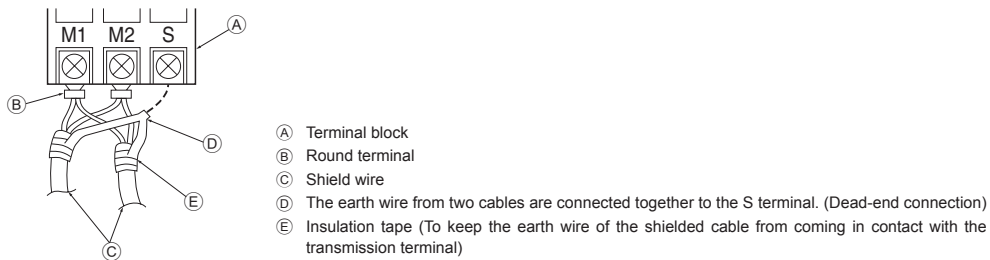 M1 M2 S
A
B
D
E
C
A Terminal block
B Round terminal
C Shield wire
D The earth wire from two cables are connected together to the S terminal. (Dead-end connection)
E Insulation tape (To keep the earth wire of the shielded cable from coming in contact with the
transmission terminal)